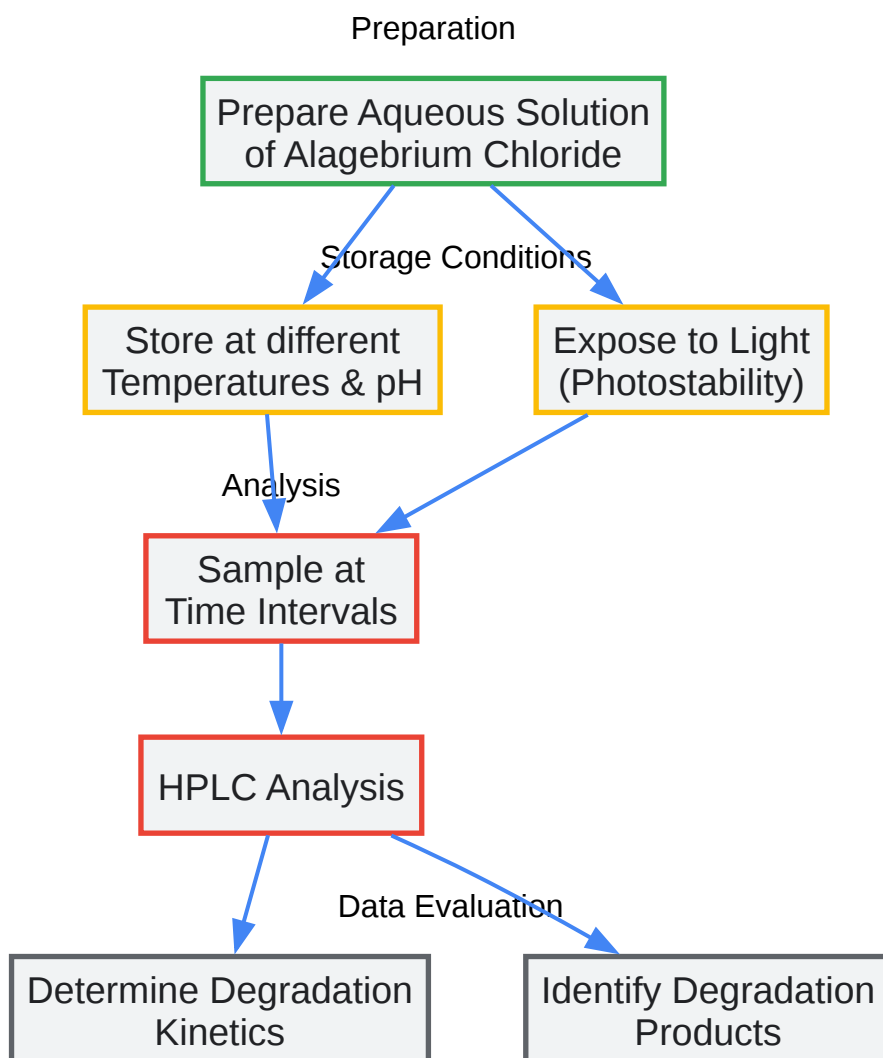 Preparation
Prepare Aqueous Solution
of Alagebrium Chloride
Storage Conditions
Store at different
Temperatures & pH
Expose to Light
(Photostability)
Analysis
Sample at
Time Intervals
HPLC Analysis
Data Evaluation
Determine Degradation
Kinetics
Identify Degradation
Products